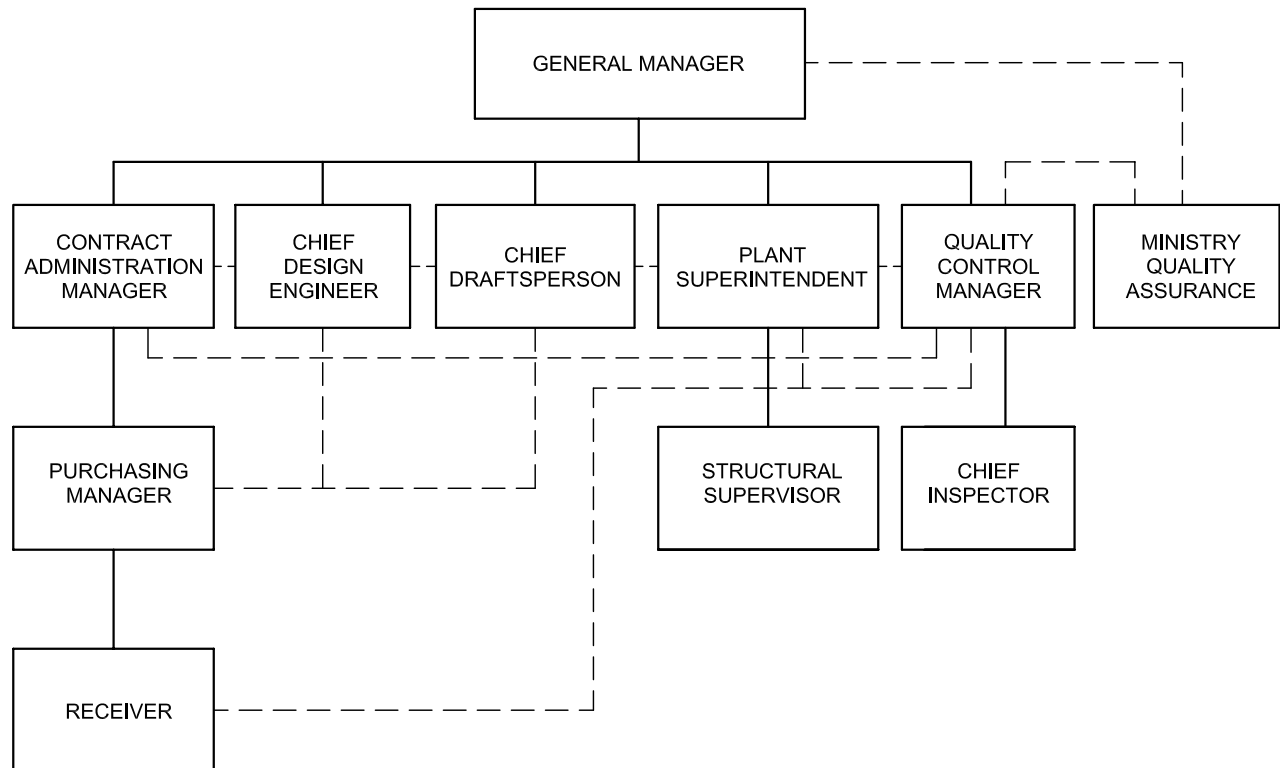 GENERAL MANAGER
CONTRACT
ADMINISTRATION
MANAGER
CHIEF
DESIGN
ENGINEER
CHIEF
DRAFTSPERSON
PLANT
SUPERINTENDENT
QUALITY
CONTROL
MANAGER
MINISTRY
QUALITY
ASSURANCE
PURCHASING
MANAGER
STRUCTURAL
SUPERVISOR
CHIEF
INSPECTOR
RECEIVER